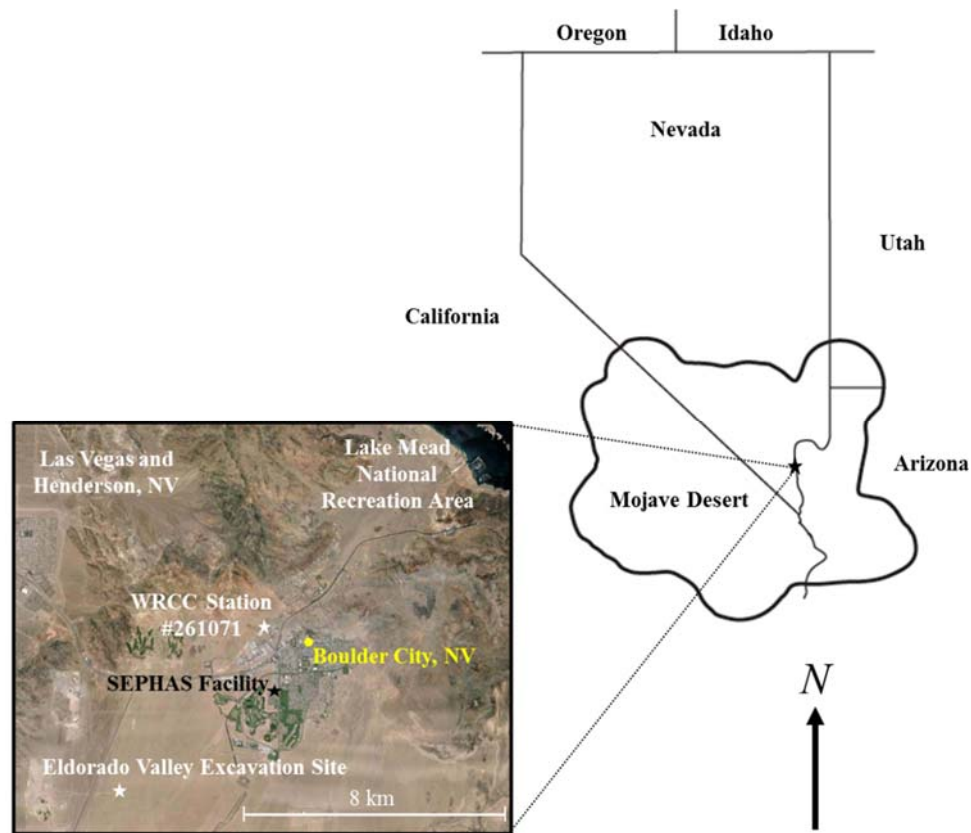 Oregon
Idaho
Nevada
Utah
California
Arizona
Mojave Desert
N
Las Vegas and
Henderson, NV
Lake Mead
National
Recreation Area
WRCC Station
#261071
Boulder City, NV
SEPHAS Facility
Eldorado Valley Excavation Site
8 km